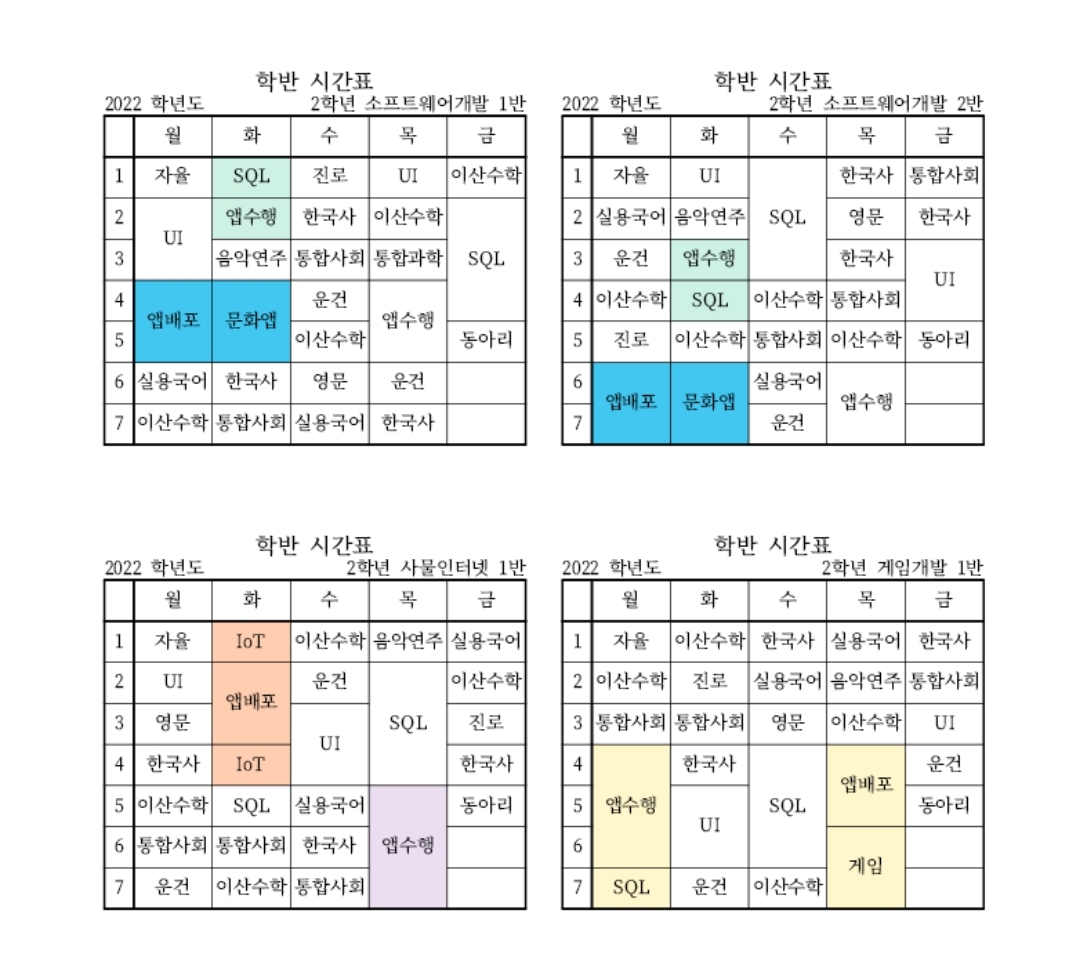 학반 시간표
2022 학년도 2학년 소프트웨어개발 1반
월 화 수 목 금
1 자율 SQL 진로 UI 이산수학
2 UI 앱수행 한국사 이산수학 SQL
3 음악연주 통합사회 통합과학
4 앱배포 문화앱 운건 앱수행
5 이산수학 동아리
6 실용국어 한국사 영문 운건
7 이산수학 통합사회 실용국어 한국사
학반 시간표
2022 학년도 2학년 소프트웨어개발 2반
월 화 수 목 금
1 자율 UI SQL 한국사 통합사회
2 실용국어 음악연주 영문 한국사
3 운건 앱수행 한국사 UI
4 이산수학 SQL 이산수학 통합사회
5 진로 이산수학 통합사회 이산수학 동아리
6 앱배포 문화앱 실용국어 앱수행
7 운건
학반 시간표
2022 학년도 2학년 사물인터넷 1반
월 화 수 목 금
1 자율 IoT 이산수학 음악연주 실용국어
2 UI 앱배포 운건 SQL 이산수학
3 영문 UI 진로
4 한국사 IoT 한국사
5 이산수학 SQL 실용국어 앱수행 동아리
6 통합사회 통합사회 한국사
7 운건 이산수학 통합사회
학반 시간표
2022 학년도 2학년 게임개발 1반
월 화 수 목 금
1 자율 이산수학 한국사 실용국어 한국사
2 이산수학 진로 실용국어 음악연주 통합사회
3 통합사회 통합사회 영문 이산수학 UI
4 앱수행 한국사 SQL 앱배포 운건
5 UI 동아리
6 게임
7 SQL 운건 이산수학